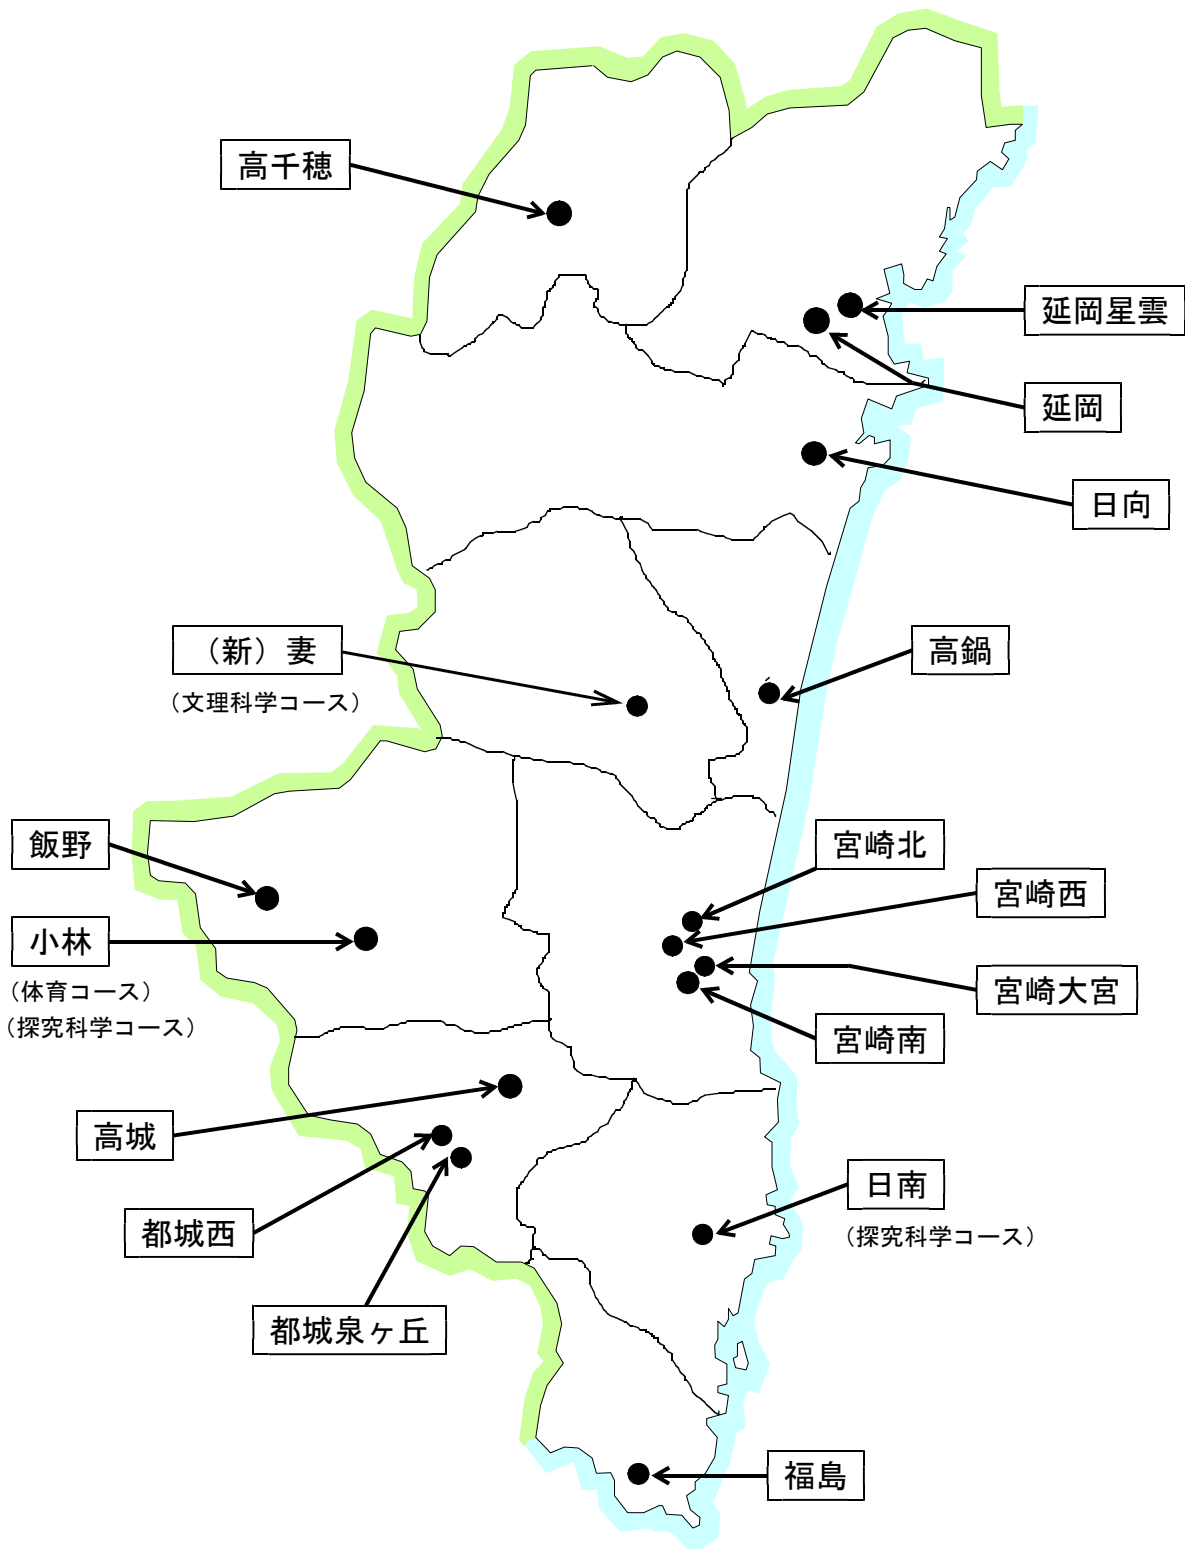 高千穂
延岡星雲
延岡
日向
（新）妻
（文理科学コース）
高鍋
飯野
宮崎北
宮崎西
小林
（体育コース）
（探究科学コース）
宮崎大宮
宮崎南
高城
日南
（探究科学コース）
都城西
都城泉ヶ丘
福島